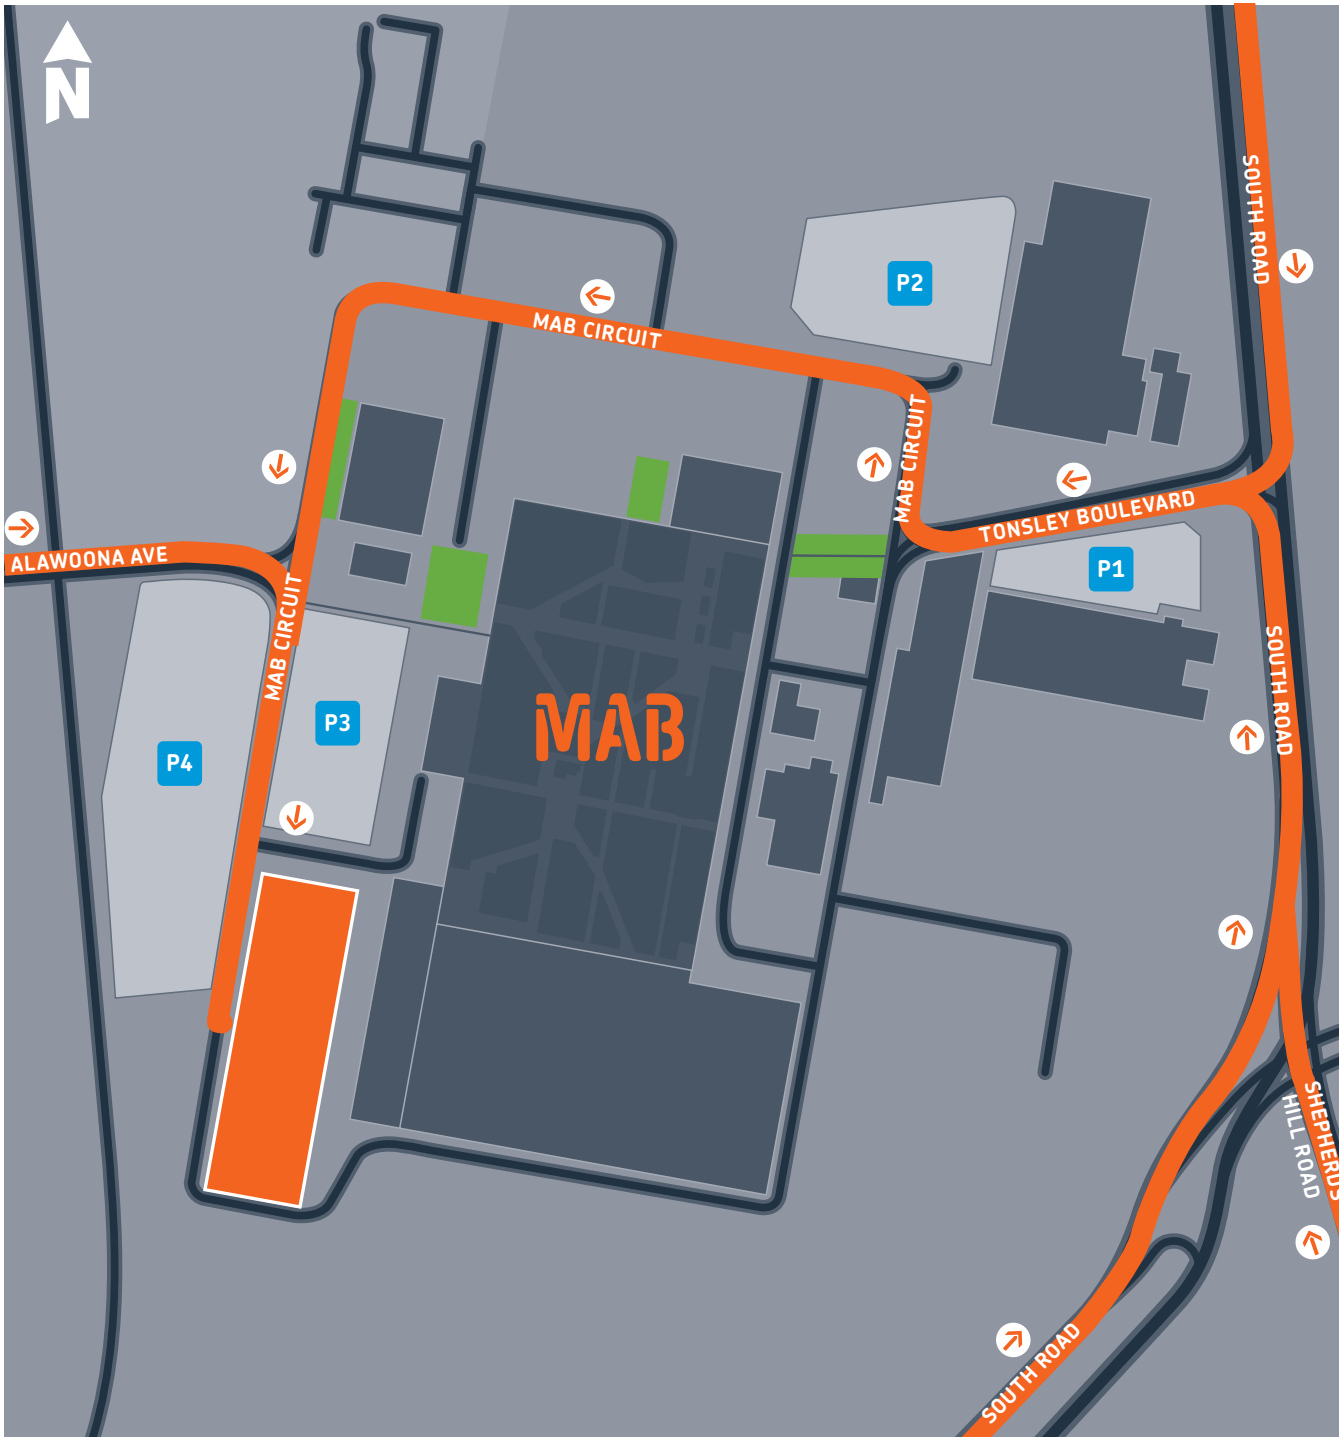 N
SOUTH ROAD
P2
MAB CIRCUIT
MAB CIRCUIT
TONSLEY BOULEVARD
ALAWOONA AVE
P1
MAB CIRCUIT
SOUTH ROAD
P3
MAB
P4
SHEPHERDS
HILL ROAD
SOUTH ROAD